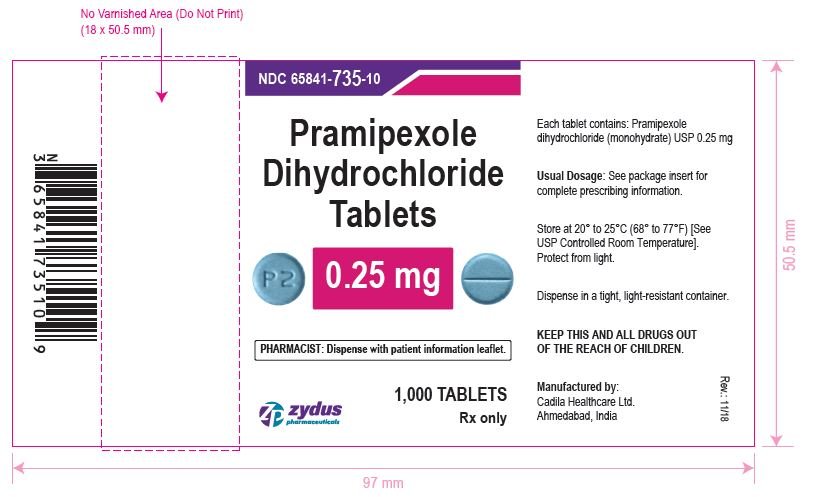 No Varnished Area (Do Not Print)
(18 x 50.5 mm)
N
3 65841 73510 9
NDC 65841-735-10
Pramipexole
Dihydrochloride
Tablets
P2
0.25 mg
PHARMACIST: Dispense with patient information leaflet.
zydus
pharmaceuticals
1,000 TABLETS
Rx only
Each tablet contains: Pramipexole
dihydrochloride (monohydrate) USP 0.25 mg
Usual Dosage: See package insert for
complete prescribing information.
Store at 20° to 25°C (68° to 77°F) [See
USP Controlled Room Temperature].
Protect from light.
Dispense in a tight, light-resistant container.
KEEP THIS AND ALL DRUGS OUT
OF THE REACH OF CHILDREN.
Manufactured by:
Cadila Healthcare Ltd.
Ahmedabad, India
Rev.: 11/18
50.5 mm
97 mm